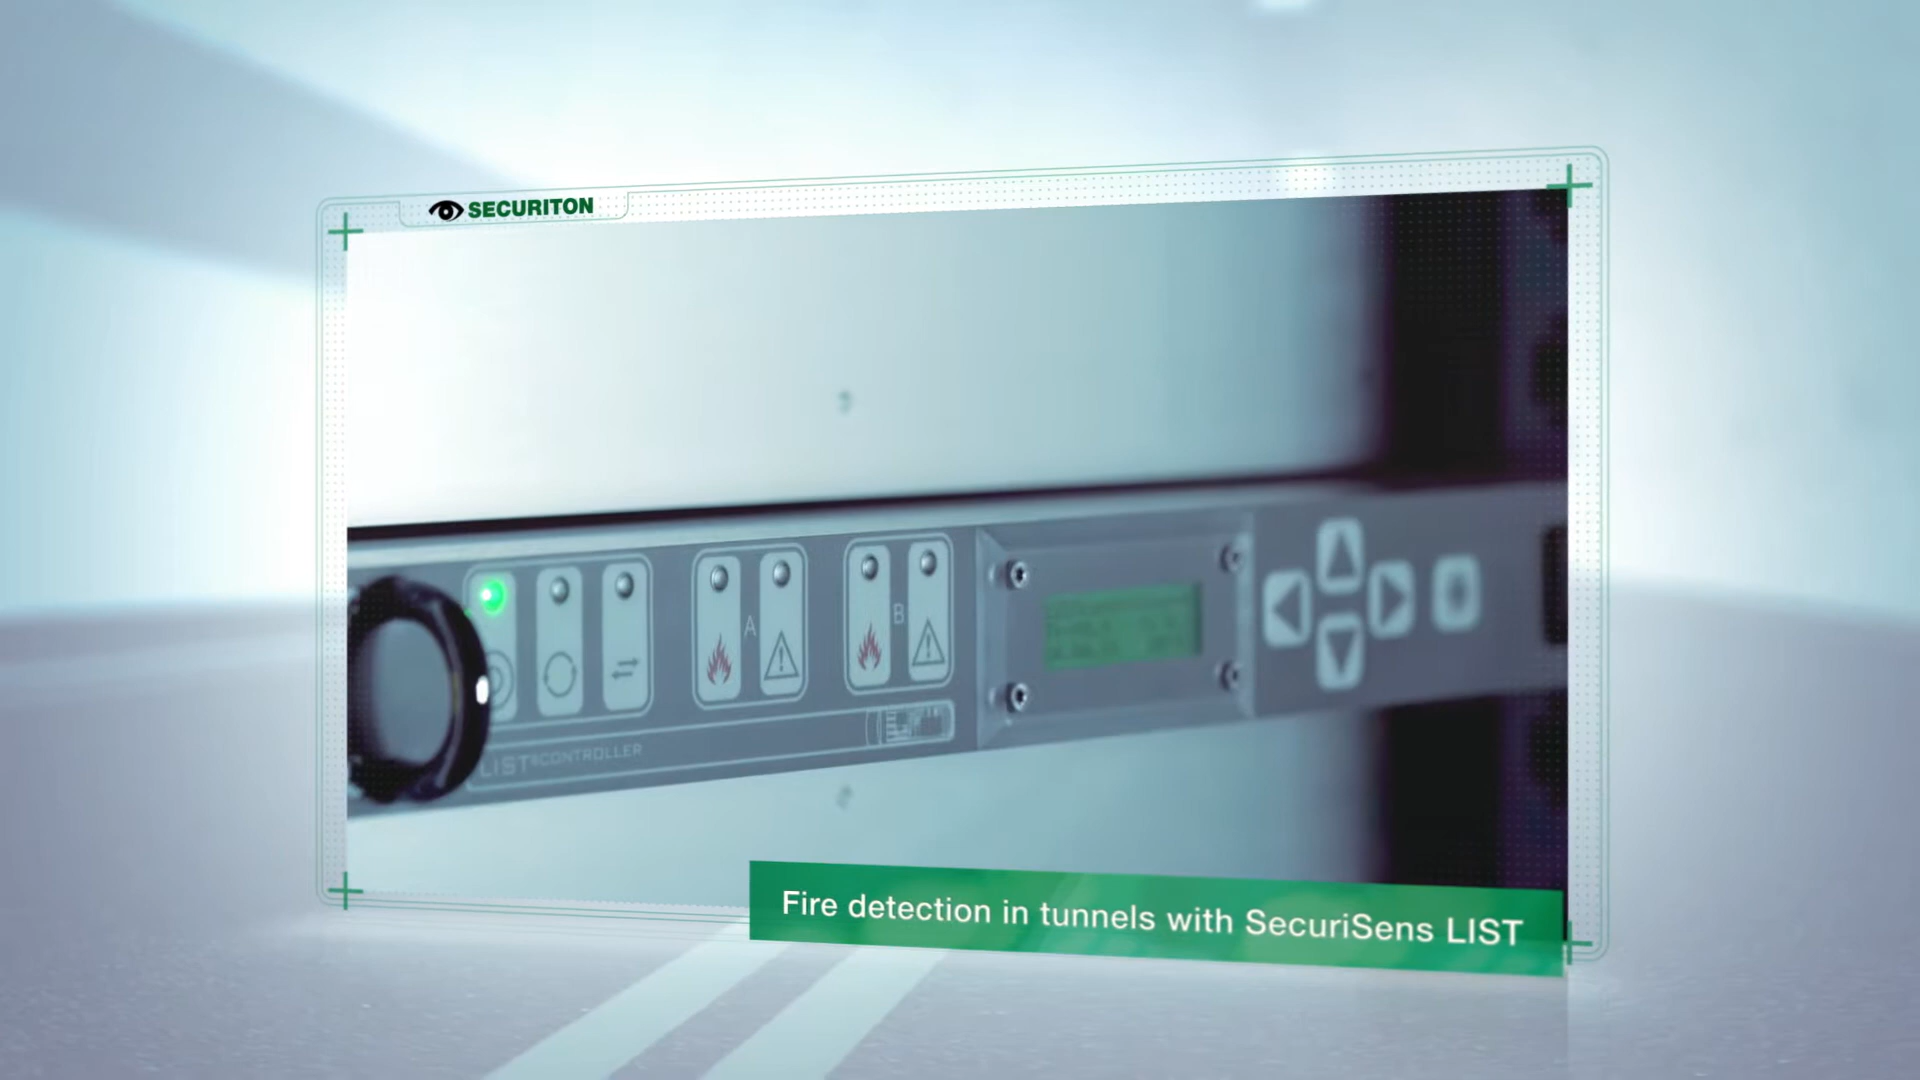 SECURITON
A
B
LIST CONTROLLER
Fire detection in tunnels with SecuriSens LIST